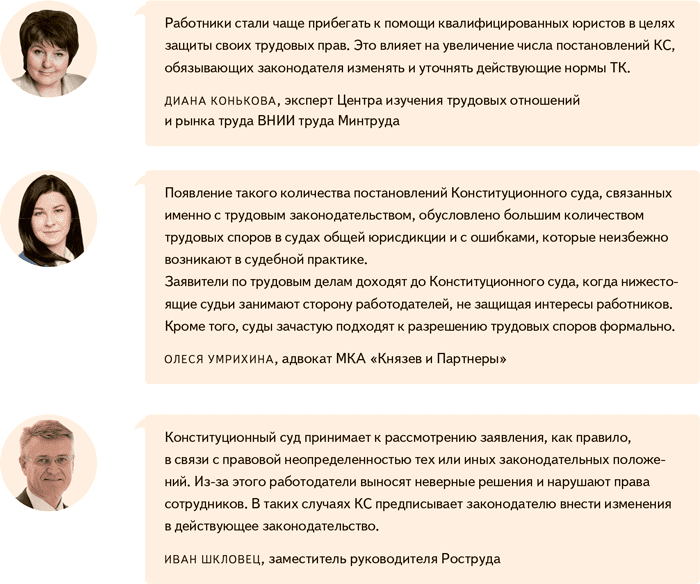 Работники стали чаще прибегать к помощи квалифицированных юристов в целях
защиты своих трудовых прав. Это влияет на увеличение числа постановлений КС,
обязывающих законодателя изменять и уточнять действующие нормы ТК.
ДИАНА КОНЬКОВА, эксперт Центра изучения трудовых отношений
и рынка труда ВНИИ труда Минтруда
Появление такого количества постановлений Конституционного суда, связанных
именно с трудовым законодательством, обусловлено большим количеством
трудовых споров в судах общей юрисдикции и с ошибками, которые неизбежно
возникают в судебной практике.
Заявители по трудовым делам доходят до Конституционного суда, когда нижесто-
ящие судьи занимают сторону работодателей, не защищая интересы работников.
Кроме того, суды зачастую подходят к разрешению трудовых споров формально.
ОЛЕСЯ УМРИХИНА, адвокат МКА «Князев и Партнеры»
Конституционный суд принимает к рассмотрению заявления, как правило,
в связи с правовой неопределенностью тех или иных законодательных положе-
ний. Из-за этого работодатели выносят неверные решения и нарушают права
сотрудников. В таких случаях КС предписывает законодателю внести изменения
в действующее законодательство.
ИВАН ШКЛОВЕЦ, заместитель руководителя Роструда